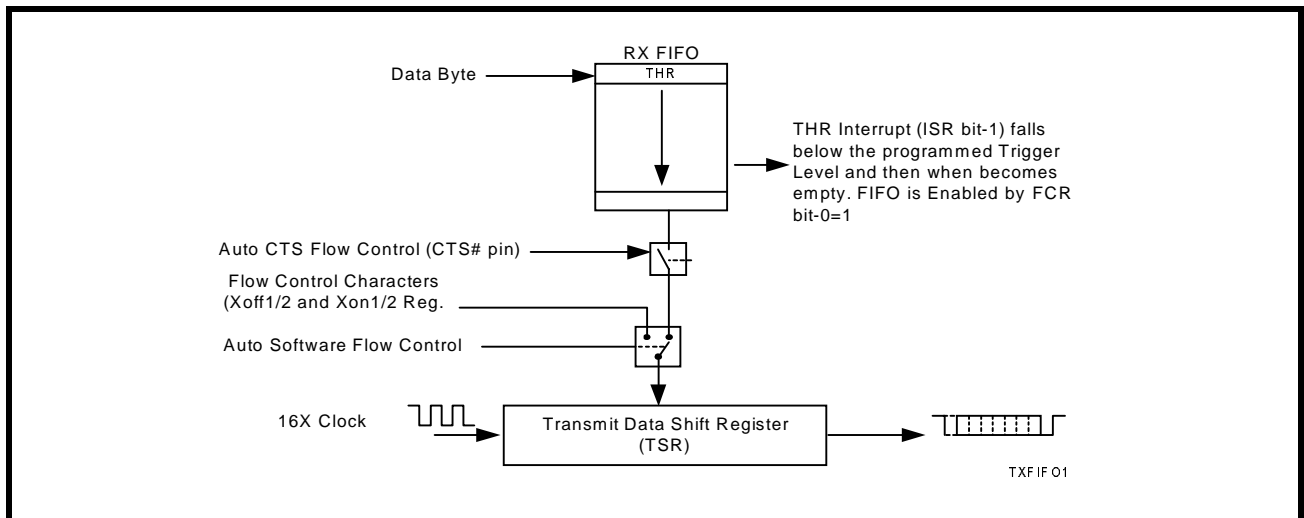 RX FIFO
Data Byte
THR
THR Interrupt (ISR bit-1) falls
below the programmed Trigger
Level and then when becomes
empty. FIFO is Enabled by FCR
bit-0=1
Auto CTS Flow Control (CTS# pin)
Flow Control Characters
(Xoff1/2 and Xon1/2 Reg.
Auto Software Flow Control
16X Clock
Transmit Data Shift Register
(TSR)
TXFIFO1